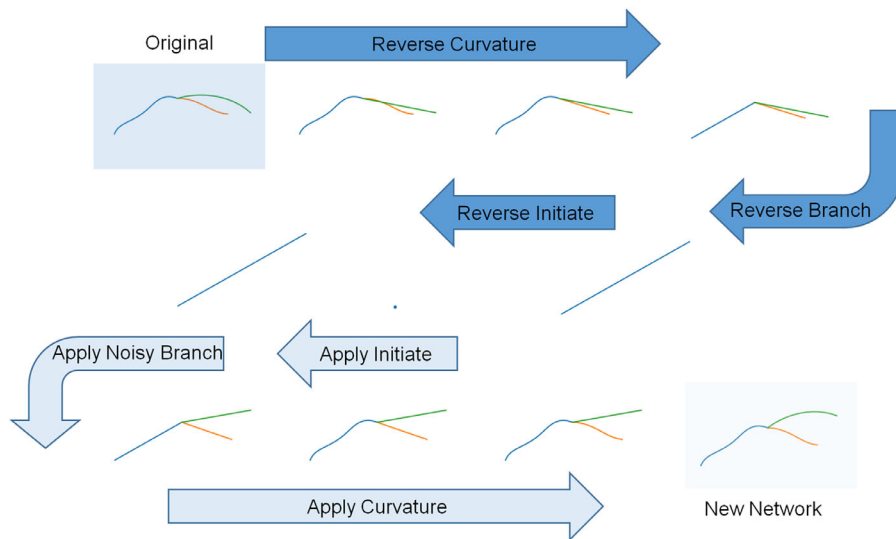 Original
Reverse Curvature
Reverse Branch
Reverse Initiate
Apply Noisy Branch
Apply Initiate
Apply Curvature
New Network